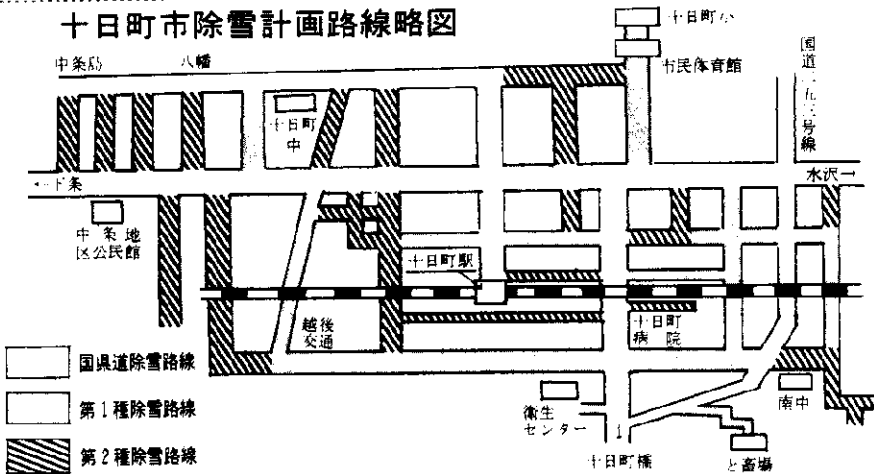 十日町市除雪計画路線略図
十日町小
市民体育館
国道一五三号線
中条局
八幡
十日町
中
←下条
水沢→
中条地
区公民館
十日町駅
越後
交通
十日町
病院
国県道除雪路線
第1種除雪路線
第2種除雪路線
衛生
センター
南中
十日町橋
と畜場